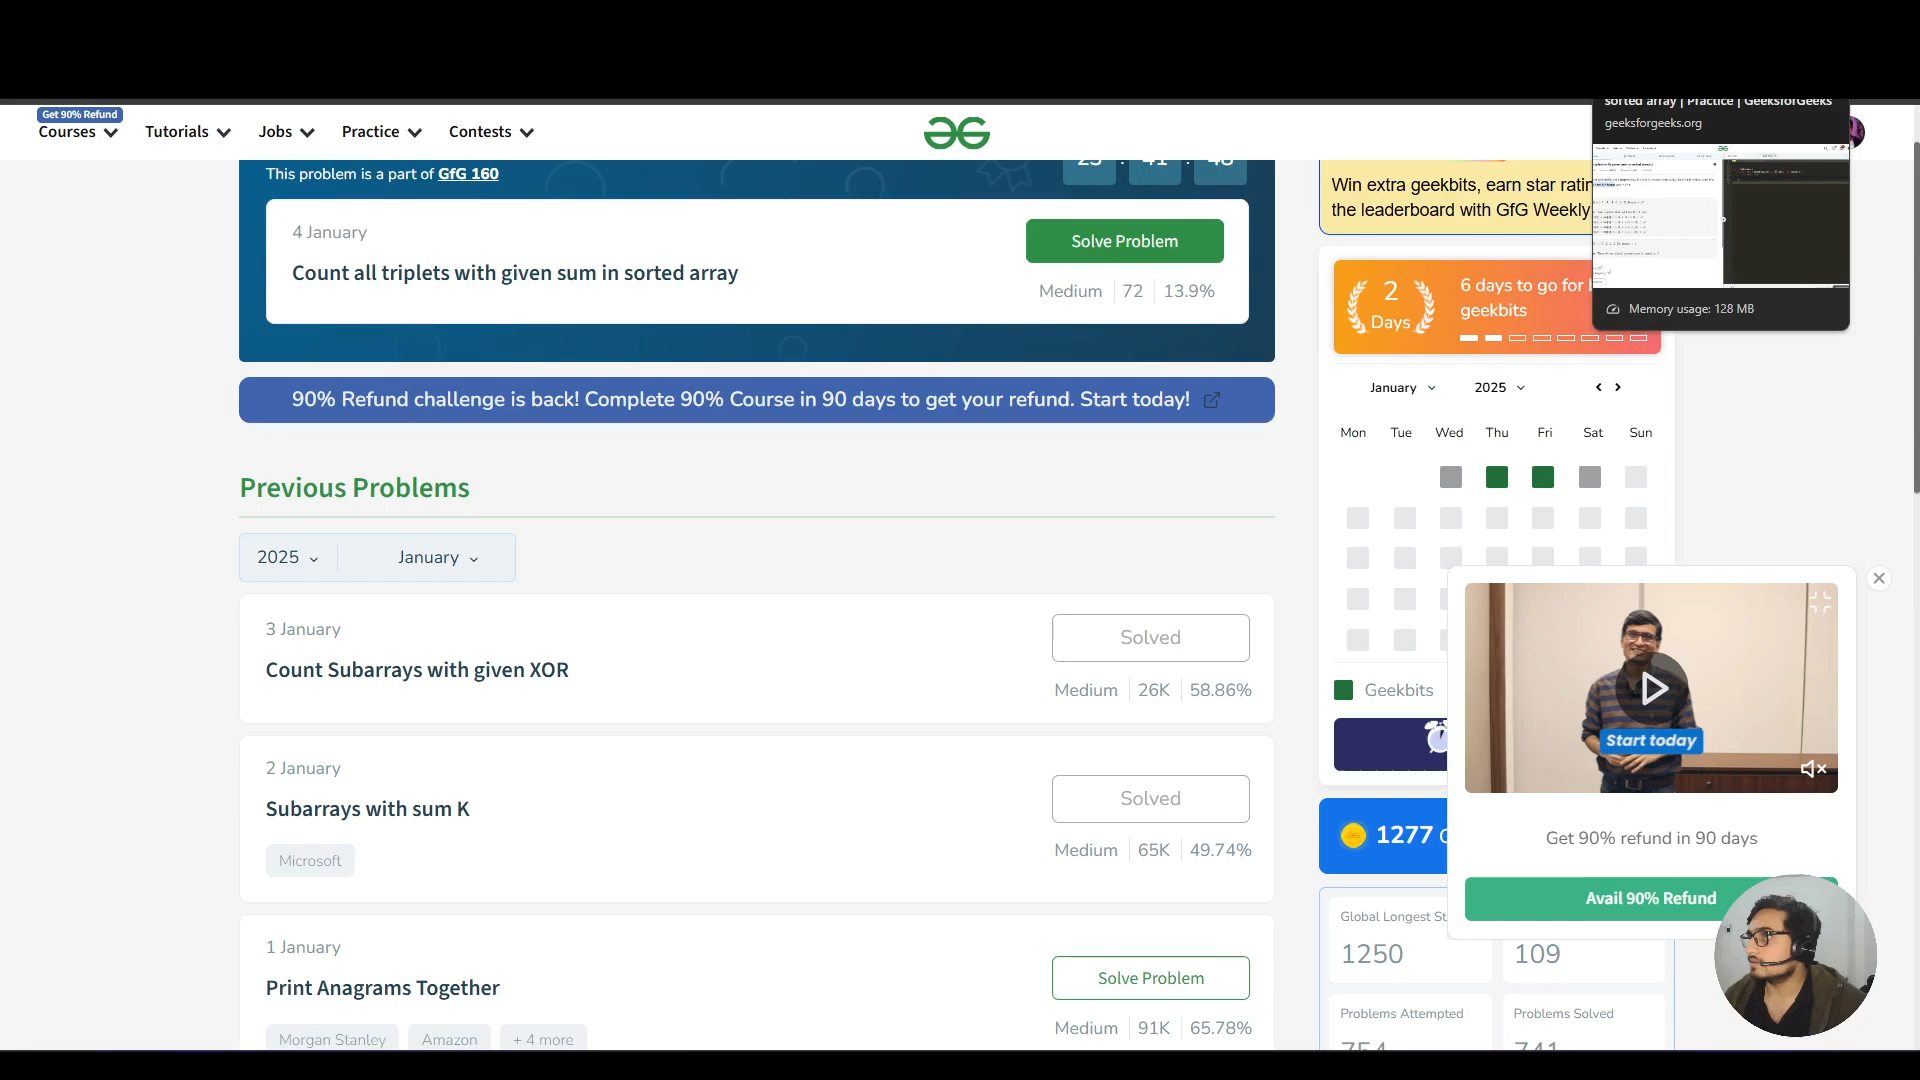 Get 90% Refund
Courses
Tutorials
Jobs
Practice
Contests
sorted array | Practice | GeeksforGeeks
geeksforgeeks.org
Memory usage: 128 MB
This problem is a part of GfG 160
23 : 41 : 48
4 January
Count all triplets with given sum in sorted array
Solve Problem
Medium 72 13.9%
90% Refund challenge is back! Complete 90% Course in 90 days to get your refund. Start today!
Previous Problems
2025 January
3 January
Count Subarrays with given XOR
Solved
Medium 26K 58.86%
2 January
Subarrays with sum K
Microsoft
Solved
Medium 65K 49.74%
1 January
Print Anagrams Together
Morgan Stanley Amazon + 4 more
Solve Problem
Medium 91K 65.78%
Win extra geekbits, earn star
the leaderboard with GfG Weekly
2
Days
6 days to go for
geekbits
January 2025
Mon Tue Wed Thu Fri Sat Sun
Geekbits
1277
Global Longest
1250
109
Problems Attempted
754
Problems Solved
741
Start today
Get 90% refund in 90 days
Avail 90% Refund